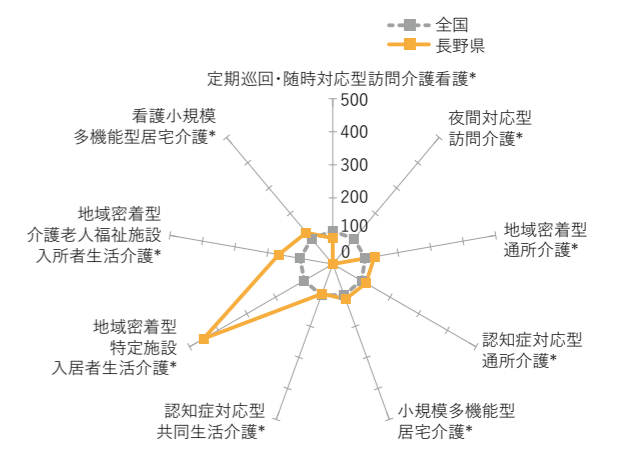 全国
長野県
定期巡回･随時対応型訪問介護看護*
夜間対応型
訪問介護*
地域密着型
通所介護*
認知症対応型
通所介護*
小規模多機能型
居宅介護*
認知症対応型
共同生活介護*
地域密着型
特定施設
入居者生活介護*
地域密着型
介護老人福祉施設
入所者生活介護*
看護小規模
多機能型居宅介護*
500
400
300
200
100
0